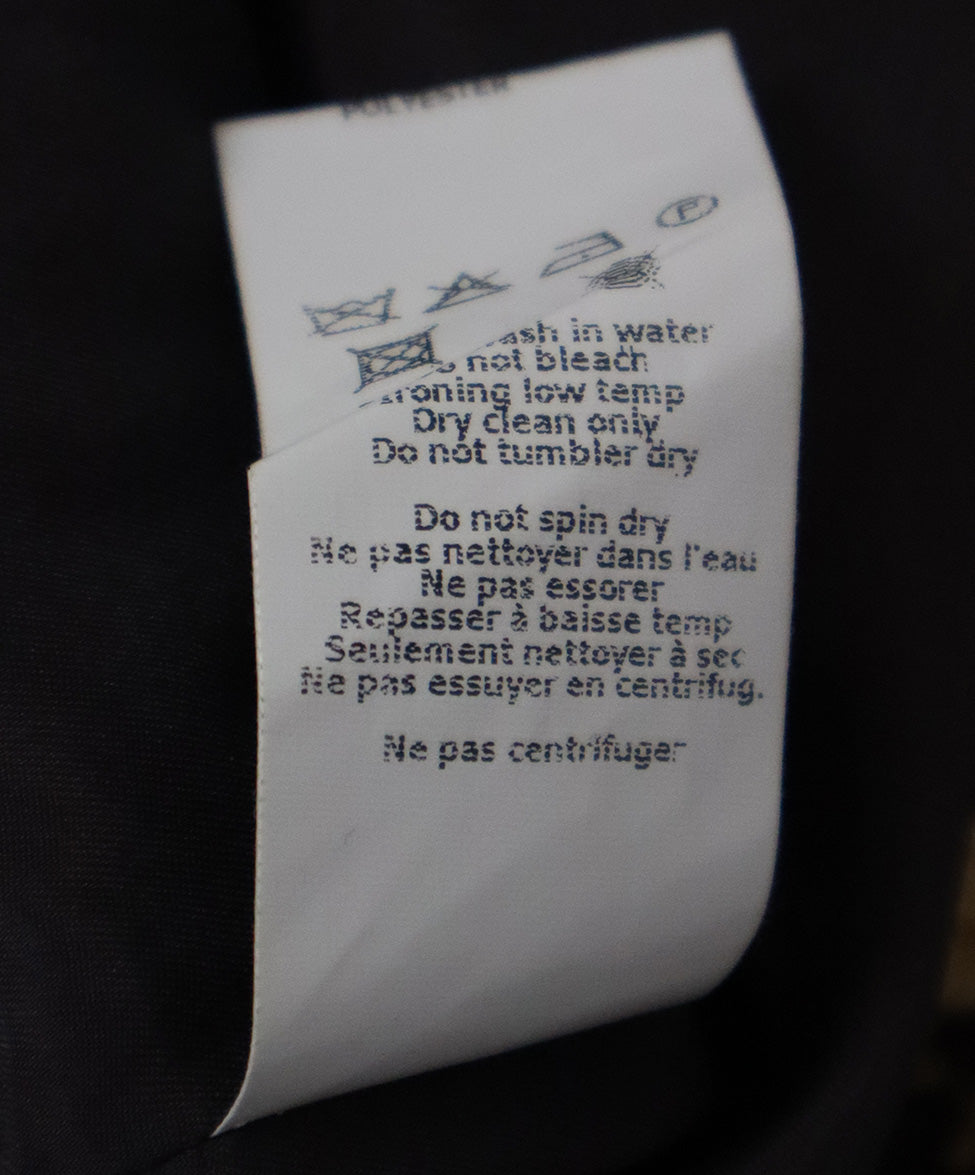 POLYESTER
P
ash in water
not bleach
Ironing low temp
Dry clean only
Do not tumbler dry
Do not spin dry
Ne pas nettoyer dans l'eau
Ne pas essorer
Repasser à baisse temp
Seulement nettoyer à sec
Ne pas essuyer en centrifug.
Ne pas centrifuger